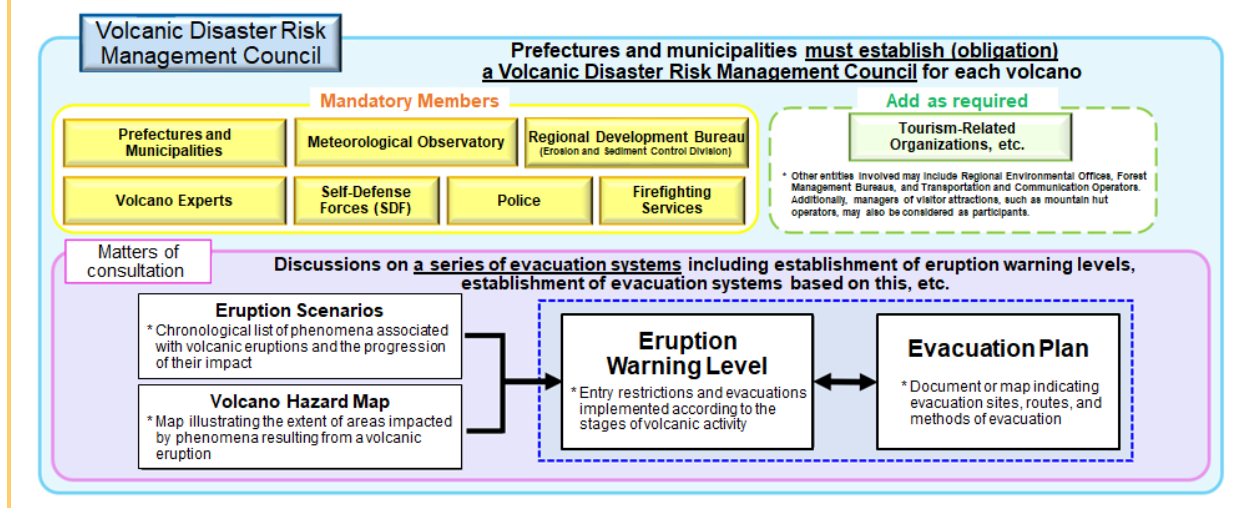 Volcanic Disaster Risk
Management Council
Prefectures and municipalities must establish (obligation)
a Volcanic Disaster Risk Management Council for each volcano
Mandatory Members
Prefectures and
Municipalities
Meteorological Observatory
Regional Development Bureau
(Erosion and Sediment Control Division)
Volcano Experts
Self-Defense
Forces (SDF)
Police
Firefighting
Services
Add as required
Tourism-Related
Organizations, etc.
* Other entities involved may include Regional Environmental Offices, Forest
Management Bureaus, and Transportation and Communication Operators.
Additionally, managers of visitor attractions, such as mountain hut
operators, may also be considered as participants.
Matters of
consultation
Discussions on a series of evacuation systems including establishment of eruption warning levels,
establishment of evacuation systems based on this, etc.
Eruption Scenarios
* Chronological list of phenomena associated
with volcanic eruptions and the progression
of their impact
Volcano Hazard Map
* Map illustrating the extent of areas impacted
by phenomena resulting from a volcanic
eruption
Eruption
Warning Level
* Entry restrictions and evacuations
implemented according to the
stages of volcanic activity
Evacuation Plan
* Document or map indicating
evacuation sites, routes, and
methods of evacuation